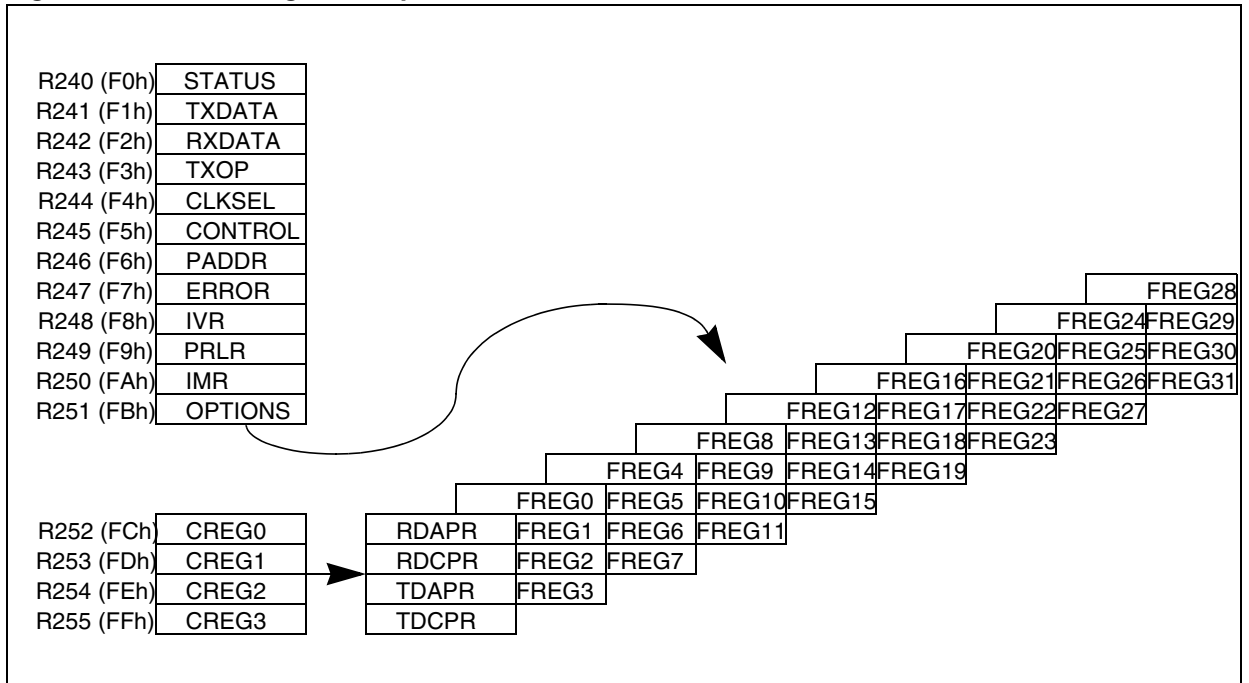 R240 (F0h) STATUS
R241 (F1h) TXDATA
R242 (F2h) RXDATA
R243 (F3h) TXOP
R244 (F4h) CLKSEL
R245 (F5h) CONTROL
R246 (F6h) PADDR
R247 (F7h) ERROR FREG28
R248 (F8h) IVR FREG24 FREG29
R249 (F9h) PRLR FREG20 FREG25 FREG30
R250 (FAh) IMR FREG16 FREG21 FREG26 FREG31
R251 (FBh) OPTIONS FREG12 FREG17 FREG22 FREG27
FREG8 FREG13 FREG18 FREG23
FREG4 FREG9 FREG14 FREG19
FREG0 FREG5 FREG10 FREG15
R252 (FCh) CREG0 RDAPR FREG1 FREG6 FREG11
R253 (FDh) CREG1 RDCPR FREG2 FREG7
R254 (FEh) CREG2 TDAPR FREG3
R255 (FFh) CREG3 TDCPR